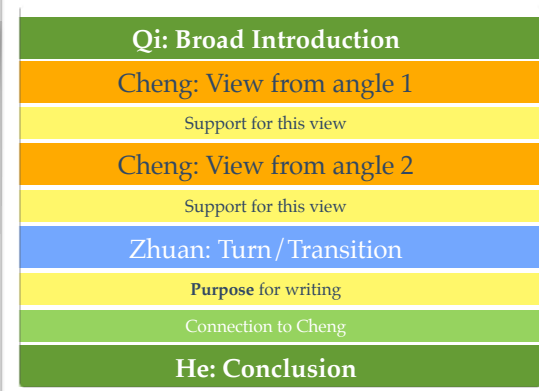 Qi: Broad Introduction
Cheng: View from angle 1
Support for this view
Cheng: View from angle 2
Support for this view
Zhuan: Turn/Transition
Purpose for writing
Connection to Cheng
He: Conclusion